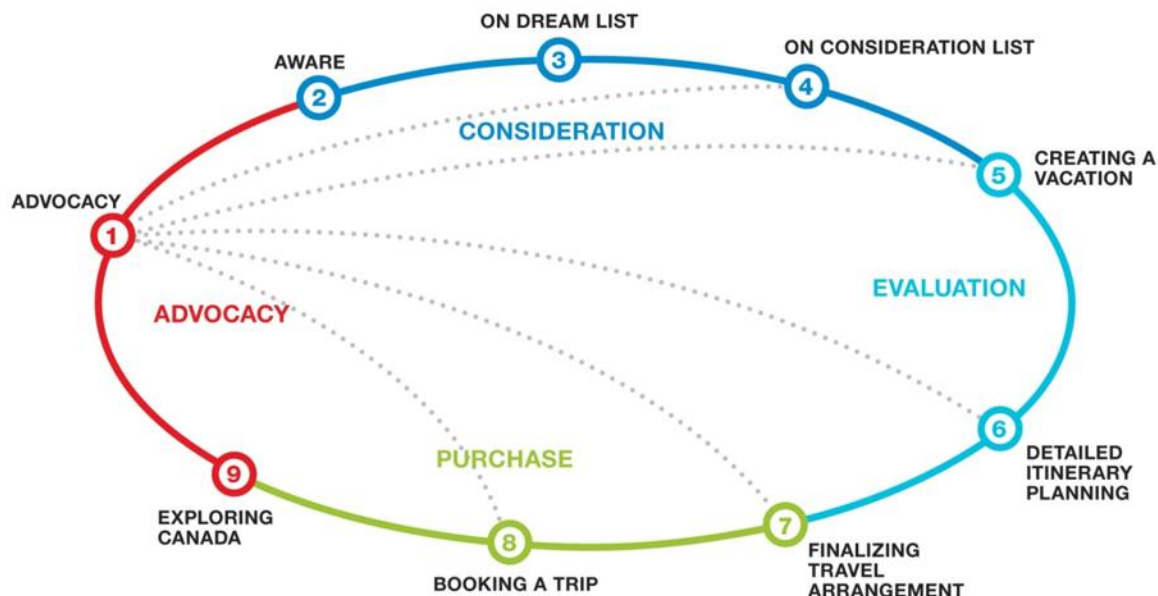 ON DREAM LIST
ON CONSIDERATION LIST
AWARE
3
4
2
CONSIDERATION
CREATING A
VACATION
5
ADVOCACY
1
EVALUATION
ADVOCACY
6
DETAILED
ITINERARY
PLANNING
PURCHASE
9
EXPLORING
CANADA
7
FINALIZING
TRAVEL
ARRANGEMENT
8
BOOKING A TRIP